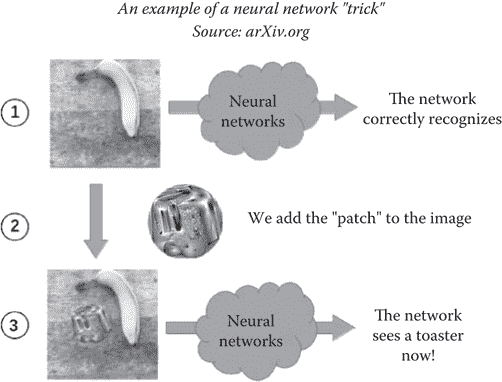 An example of a neural network "trick"
Source: arXiv.org
1
Neural
networks
The network
correctly recognizes
2
We add the "patch" to the image
3
Neural
networks
The network
sees a toaster
now!